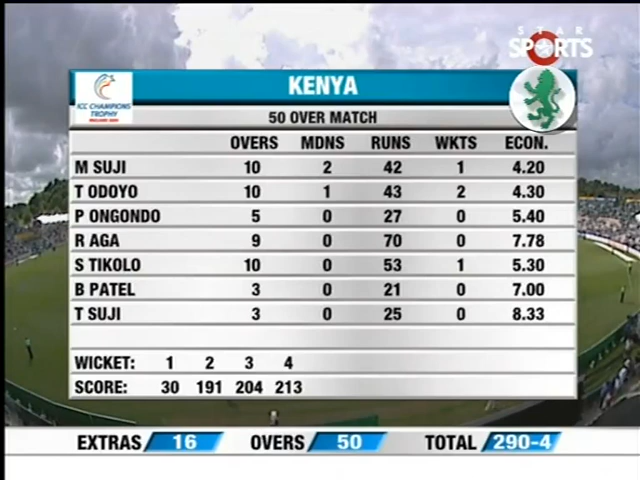 STAR
SPORTS
ICC CHAMPIONS
TROPHY
KENYA
50 OVER MATCH
OVERS MDNS RUNS WKTS ECON.
M SUJI 10 2 42 1 4.20
T ODOYO 10 1 43 2 4.30
P ONGONDO 5 0 27 0 5.40
R AGA 9 0 70 0 7.78
S TIKOLO 10 0 53 1 5.30
B PATEL 3 0 21 0 7.00
T SUJI 3 0 25 0 8.33
WICKET: 1 2 3 4
SCORE: 30 191 204 213
EXTRAS 16 OVERS 50 TOTAL 290-4